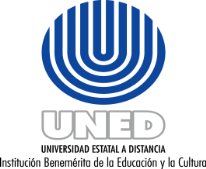 UNED
UNIVERSIDAD ESTATAL A DISTANCIA
Institución Benemérita de la Educación y la Cultura